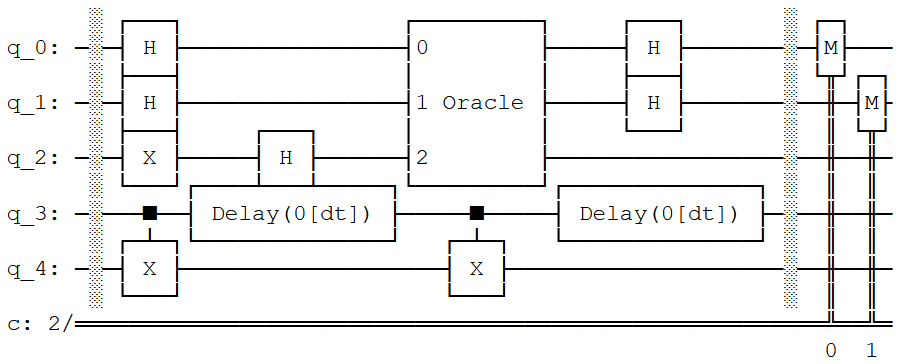 q_0: H 0 H M
q_1: H 1 Oracle H M
q_2: X H 2
q_3: Delay(0[dt]) Delay(0[dt])
q_4: X X
c: 2/
0 1